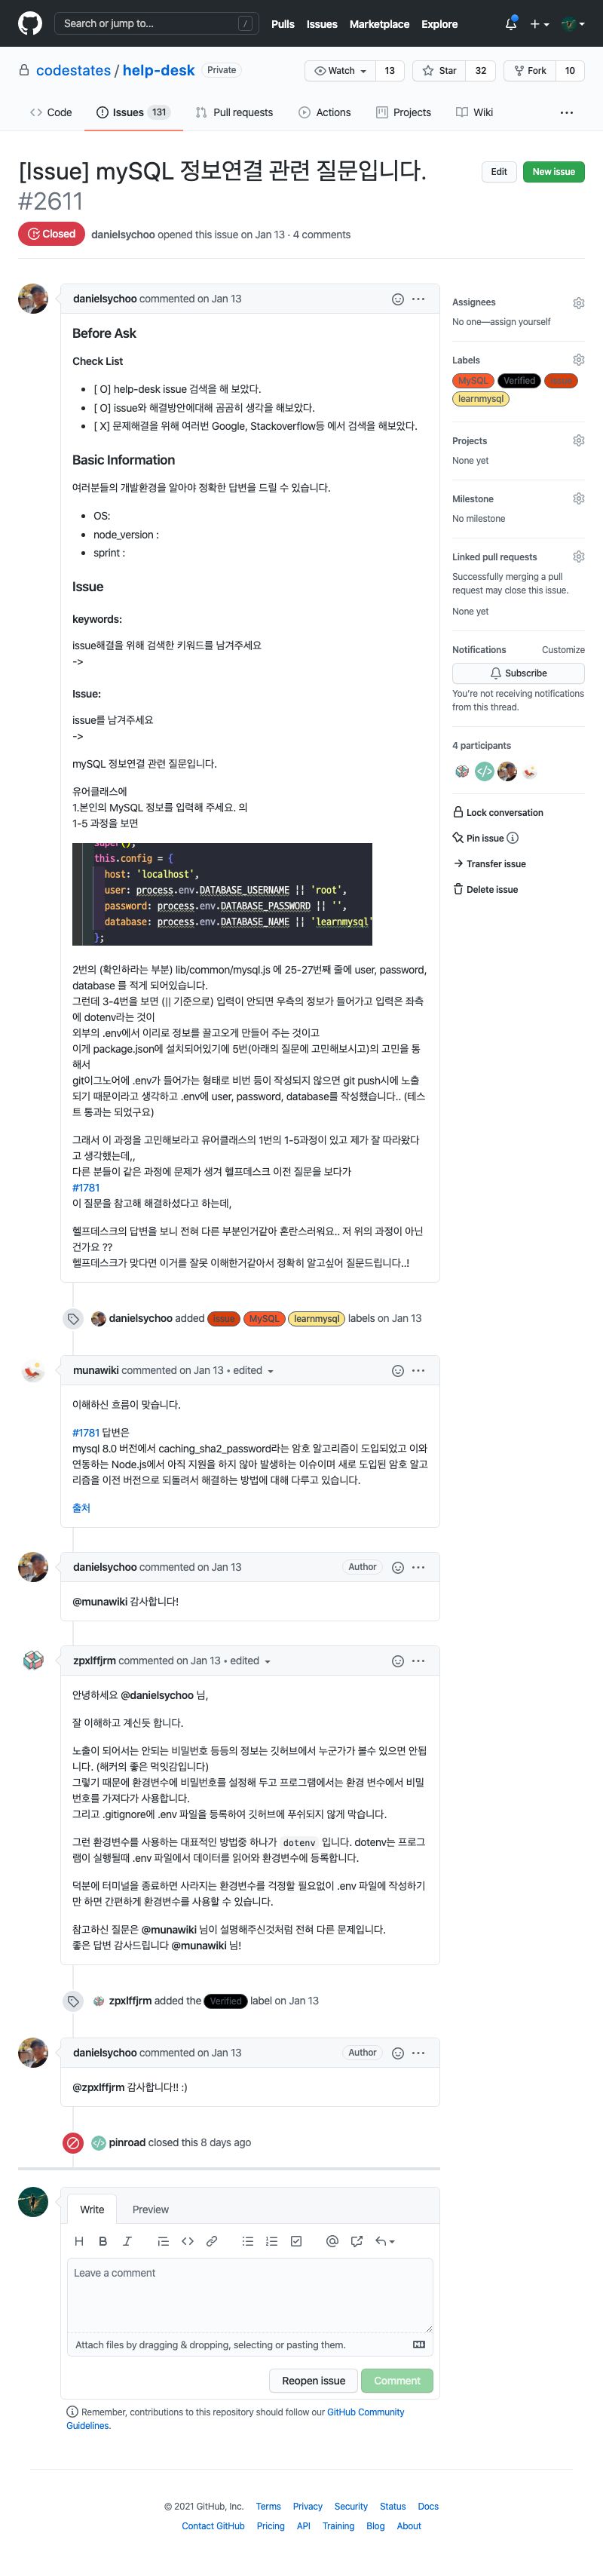 Search or jump to...
/
Pulls Issues Marketplace Explore
codestates / help-desk Private
Watch 13 Star 32 Fork 10
Code Issues 131 Pull requests Actions Projects Wiki
[Issue] mySQL 정보연결 관련 질문입니다.
#2611
Edit New issue
Closed danielsychoo opened this issue on Jan 13 · 4 comments
danielsychoo commented on Jan 13
Before Ask
Check List
[ O] help-desk issue 검색을 해 보았다.
[ O] issue와 해결방안에대해 곰곰히 생각을 해보았다.
[ X] 문제해결을 위해 여러번 Google, Stackoverflow등 에서 검색을 해보았다.
Basic Information
여러분들의 개발환경을 알아야 정확한 답변을 드릴 수 있습니다.
OS:
node_version :
sprint :
Issue
keywords:
issue해결을 위해 검색한 키워드를 남겨주세요
->
Issue:
issue를 남겨주세요
->
mySQL 정보연결 관련 질문입니다.
유어클래스에
1.본인의 MySQL 정보를 입력해 주세요. 의
1-5 과정을 보면
super();
this.config = {
host: 'localhost',
user: process.env.DATABASE_USERNAME || 'root',
password: process.env.DATABASE_PASSWORD || '',
database: process.env.DATABASE_NAME || 'learnmysql'
};
2번의 (확인하라는 부분) lib/common/mysql.js 에 25-27번째 줄에 user, password,
database 를 적게 되어있습니다.
그런데 3-4번을 보면 (|| 기준으로) 입력이 안되면 우측의 정보가 들어가고 입력은 좌측
에 dotenv라는 것이
외부의 .env에서 이리로 정보를 끌고오게 만들어 주는 것이고
이게 package.json에 설치되어있기에 5번(아래의 질문에 고민해보시고)의 고민을 통
해서
git이그노어에 .env가 들어가는 형태로 비번 등이 작성되지 않으면 git push시에 노출
되기 때문이라고 생각하고 .env에 user, password, database를 작성했습니다.. (테스
트 통과는 되었구요)
그래서 이 과정을 고민해보라고 유어클래스의 1번의 1-5과정이 있고 제가 잘 따라왔다
고 생각했는데,,
다른 분들이 같은 과정에 문제가 생겨 헬프데스크 이전 질문을 보다가
#1781
이 질문을 참고해 해결하셨다고 하는데,
헬프데스크의 답변을 보니 전혀 다른 부분인거같아 혼란스러워요.. 저 위의 과정이 아닌
건가요 ??
헬프데스크가 맞다면 이거를 잘못 이해한거같아서 정확히 알고싶어 질문드립니다..!
danielsychoo added issue MySQL learnmysql labels on Jan 13
munawiki commented on Jan 13 • edited
이해하신 흐름이 맞습니다.
#1781 답변은
mysql 8.0 버전에서 caching_sha2_password라는 암호 알고리즘이 도입되었고 이와
연동하는 Node.js에서 아직 지원을 하지 않아 발생하는 이슈이며 새로 도입된 암호 알고
리즘을 이전 버전으로 되돌려서 해결하는 방법에 대해 다루고 있습니다.
출처
danielsychoo commented on Jan 13 Author
@munawiki 감사합니다!
zpxlffjrm commented on Jan 13 • edited
안녕하세요 @danielsychoo 님,
잘 이해하고 계신듯 합니다.
노출이 되어서는 안되는 비밀번호 등등의 정보는 깃허브에서 누군가가 볼수 있으면 안됩
니다. (해커의 좋은 먹잇감입니다)
그렇기 때문에 환경변수에 비밀번호를 설정해 두고 프로그램에서는 환경 변수에서 비밀
번호를 가져다가 사용합니다.
그리고 .gitignore에 .env 파일을 등록하여 깃허브에 푸쉬되지 않게 막습니다.
그런 환경변수를 사용하는 대표적인 방법중 하나가 dotenv 입니다. dotenv는 프로그
램이 실행될때 .env 파일에서 데이터를 읽어와 환경변수에 등록합니다.
덕분에 터미널을 종료하면 사라지는 환경변수를 걱정할 필요없이 .env 파일에 작성하기
만 하면 간편하게 환경변수를 사용할 수 있습니다.
참고하신 질문은 @munawiki 님이 설명해주신것처럼 전혀 다른 문제입니다.
좋은 답변 감사드립니다 @munawiki 님!
zpxlffjrm added the Verified label on Jan 13
danielsychoo commented on Jan 13 Author
@zpxlffjrm 감사합니다!! :)
pinroad closed this 8 days ago
Write Preview
Leave a comment
Attach files by dragging & dropping, selecting or pasting them.
Reopen issue Comment
Remember, contributions to this repository should follow our GitHub Community
Guidelines.
Assignees
No one—assign yourself
Labels
MySQL Verified issue
learnmysql
Projects
None yet
Milestone
No milestone
Linked pull requests
Successfully merging a pull
request may close this issue.
None yet
Notifications Customize
Subscribe
You're not receiving notifications
from this thread.
4 participants
Lock conversation
Pin issue
Transfer issue
Delete issue
© 2021 GitHub, Inc. Terms Privacy Security Status Docs
Contact GitHub Pricing API Training Blog About